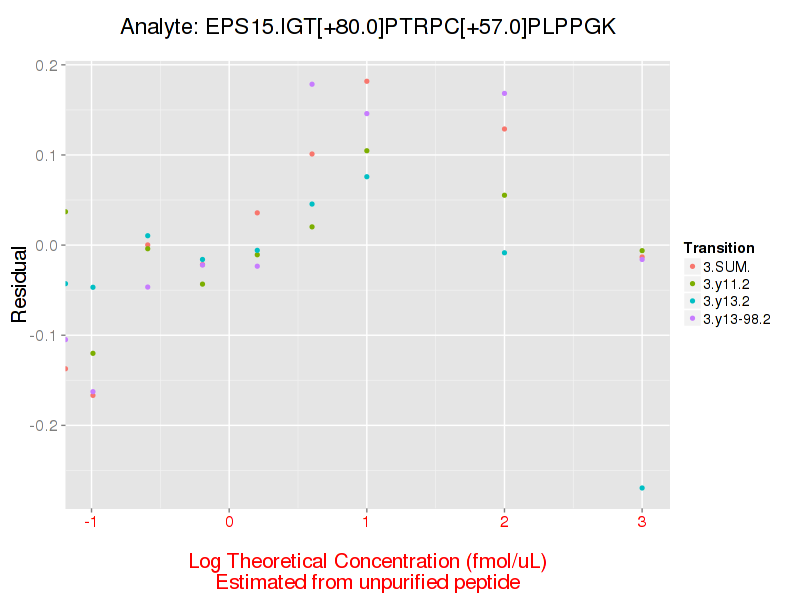 Analyte: EPS15.IGT[+80.0]PTRPC[+57.0]PLPPGK
Residual
0.2
0.1
0.0
-0.1
-0.2
-1 0 1 2 3
Log Theoretical Concentration (fmol/uL)
Estimated from unpurified peptide
Transition
3.SUM.
3.y11.2
3.y13.2
3.y13-98.2